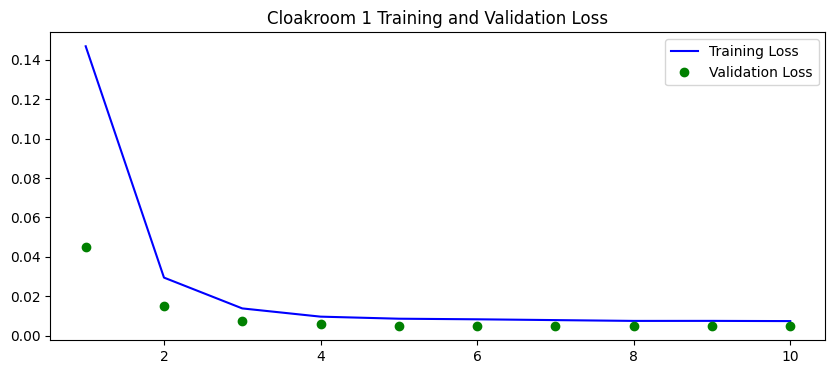 Cloakroom 1 Training and Validation Loss
Training Loss
Validation Loss
0.14
0.12
0.10
0.08
0.06
0.04
0.02
0.00
2 4 6 8 10